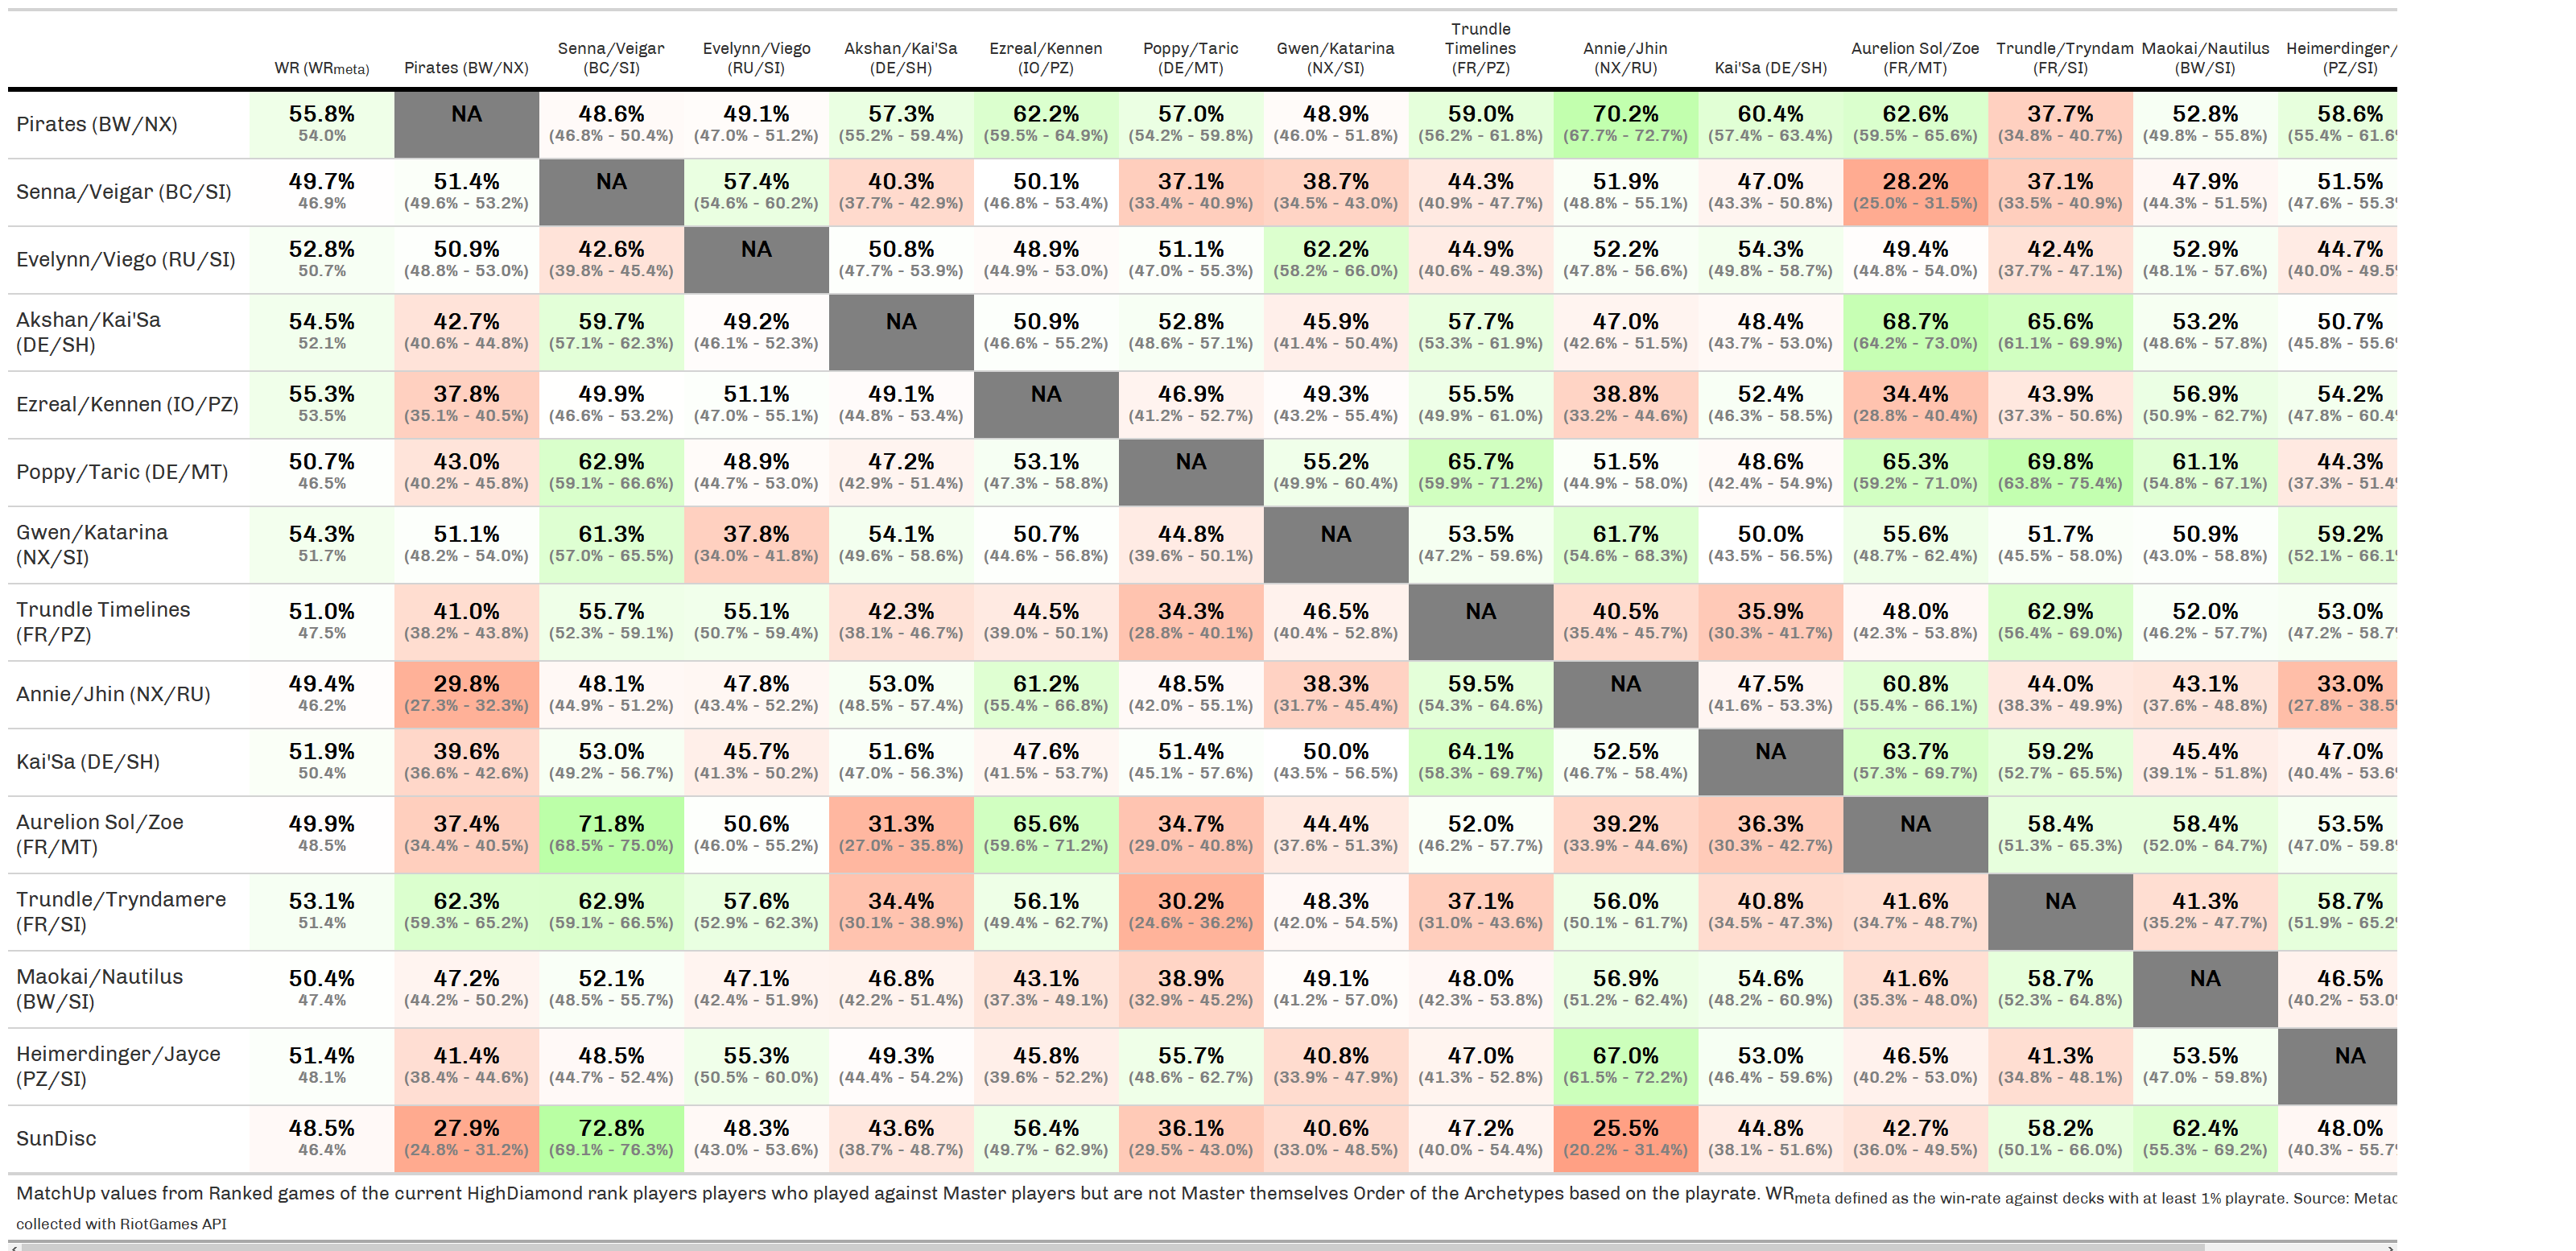 WR (WRmeta) Pirates (BW/NX) Senna/Veigar (BC/SI) Evelynn/Viego (RU/SI) Akshan/Kai'Sa (DE/SH) Ezreal/Kennen (IO/PZ) Poppy/Taric (DE/MT) Gwen/Katarina (NX/SI) Trundle Timelines (FR/PZ) Annie/Jhin (NX/RU) Kai'Sa (DE/SH) Aurelion Sol/Zoe (FR/MT) Trundle/Tryndam (FR/SI) Maokai/Nautilus (BW/SI) Heimerdinger/ (PZ/SI)
Pirates (BW/NX) 55.8% NA 48.6% 49.1% 57.3% 62.2% 57.0% 48.9% 59.0% 70.2% 60.4% 62.6% 37.7% 52.8% 58.6%
54.0% (46.8% - 50.4%) (47.0% - 51.2%) (55.2% - 59.4%) (59.5% - 64.9%) (54.2% - 59.8%) (46.0% - 51.8%) (56.2% - 61.8%) (67.7% - 72.7%) (57.4% - 63.4%) (59.5% - 65.6%) (34.8% - 40.7%) (49.8% - 55.8%) (55.4% - 61.6%
Senna/Veigar (BC/SI) 49.7% 51.4% NA 57.4% 40.3% 50.1% 37.1% 38.7% 44.3% 51.9% 47.0% 28.2% 37.1% 47.9% 51.5%
46.9% (49.6% - 53.2%) (54.6% - 60.2%) (37.7% - 42.9%) (46.8% - 53.4%) (33.4% - 40.9%) (34.5% - 43.0%) (40.9% - 47.7%) (48.8% - 55.1%) (43.3% - 50.8%) (25.0% - 31.5%) (33.5% - 40.9%) (44.3% - 51.5%) (47.6% - 55.3%
Evelynn/Viego (RU/SI) 52.8% 50.9% 42.6% NA 50.8% 48.9% 51.1% 62.2% 44.9% 52.2% 54.3% 49.4% 42.4% 52.9% 44.7%
50.7% (48.8% - 53.0%) (39.8% - 45.4%) (47.7% - 53.9%) (44.9% - 53.0%) (47.0% - 55.3%) (58.2% - 66.0%) (40.6% - 49.3%) (47.8% - 56.6%) (49.8% - 58.7%) (44.8% - 54.0%) (37.7% - 47.1%) (48.1% - 57.6%) (40.0% - 49.5%
Akshan/Kai'Sa (DE/SH) 54.5% 42.7% 59.7% 49.2% NA 50.9% 52.8% 45.9% 57.7% 47.0% 48.4% 68.7% 65.6% 53.2% 50.7%
52.1% (40.6% - 44.8%) (57.1% - 62.3%) (46.1% - 52.3%) (46.6% - 55.2%) (48.6% - 57.1%) (41.4% - 50.4%) (53.3% - 61.9%) (42.6% - 51.5%) (43.7% - 53.0%) (64.2% - 73.0%) (61.1% - 69.9%) (48.6% - 57.8%) (45.8% - 55.6%
Ezreal/Kennen (IO/PZ) 55.3% 37.8% 49.9% 51.1% 49.1% NA 46.9% 49.3% 55.5% 38.8% 52.4% 34.4% 43.9% 56.9% 54.2%
53.5% (35.1% - 40.5%) (46.6% - 53.2%) (47.0% - 55.1%) (44.8% - 53.4%) (41.2% - 52.7%) (43.2% - 55.4%) (49.9% - 61.0%) (33.2% - 44.6%) (46.3% - 58.5%) (28.8% - 40.4%) (37.3% - 50.6%) (50.9% - 62.7%) (47.8% - 60.4%
Poppy/Taric (DE/MT) 50.7% 43.0% 62.9% 48.9% 47.2% 53.1% NA 55.2% 65.7% 51.5% 48.6% 65.3% 69.8% 61.1% 44.3%
46.5% (40.2% - 45.8%) (59.1% - 66.6%) (44.7% - 53.0%) (42.9% - 51.4%) (47.3% - 58.8%) (49.9% - 60.4%) (59.9% - 71.2%) (44.9% - 58.0%) (42.4% - 54.9%) (59.2% - 71.0%) (63.8% - 75.4%) (54.8% - 67.1%) (37.3% - 51.4%
Gwen/Katarina (NX/SI) 54.3% 51.1% 61.3% 37.8% 54.1% 50.7% 44.8% NA 53.5% 61.7% 50.0% 55.6% 51.7% 50.9% 59.2%
51.7% (48.2% - 54.0%) (57.0% - 65.5%) (34.0% - 41.8%) (49.6% - 58.6%) (44.6% - 56.8%) (39.6% - 50.1%) (47.2% - 59.6%) (54.6% - 68.3%) (43.5% - 56.5%) (48.7% - 62.4%) (45.5% - 58.0%) (43.0% - 58.8%) (52.1% - 66.1%
Trundle Timelines (FR/PZ) 51.0% 41.0% 55.7% 55.1% 42.3% 44.5% 34.3% 46.5% NA 40.5% 35.9% 48.0% 62.9% 52.0% 53.0%
47.5% (38.2% - 43.8%) (52.3% - 59.1%) (50.7% - 59.4%) (38.1% - 46.7%) (39.0% - 50.1%) (28.8% - 40.1%) (40.4% - 52.8%) (35.4% - 45.7%) (30.3% - 41.7%) (42.3% - 53.8%) (56.4% - 69.0%) (46.2% - 57.7%) (47.2% - 58.7%
Annie/Jhin (NX/RU) 49.4% 29.8% 48.1% 47.8% 53.0% 61.2% 48.5% 38.3% 59.5% NA 47.5% 60.8% 44.0% 43.1% 33.0%
46.2% (27.3% - 32.3%) (44.9% - 51.2%) (43.4% - 52.2%) (48.5% - 57.4%) (55.4% - 66.8%) (42.0% - 55.1%) (31.7% - 45.4%) (54.3% - 64.6%) (41.6% - 53.3%) (55.4% - 66.1%) (38.3% - 49.9%) (37.6% - 48.8%) (27.8% - 38.5%
Kai'Sa (DE/SH) 51.9% 39.6% 53.0% 45.7% 51.6% 47.6% 51.4% 50.0% 64.1% 52.5% NA 63.7% 59.2% 45.4% 47.0%
50.4% (36.6% - 42.6%) (49.2% - 56.7%) (41.3% - 50.2%) (47.0% - 56.3%) (41.5% - 53.7%) (45.1% - 57.6%) (43.5% - 56.5%) (58.3% - 69.7%) (46.7% - 58.4%) (57.3% - 69.7%) (52.7% - 65.5%) (39.1% - 51.8%) (40.4% - 53.6%
Aurelion Sol/Zoe (FR/MT) 49.9% 37.4% 71.8% 50.6% 31.3% 65.6% 34.7% 44.4% 52.0% 39.2% 36.3% NA 58.4% 58.4% 53.5%
48.5% (34.4% - 40.5%) (68.5% - 75.0%) (46.0% - 55.2%) (27.0% - 35.8%) (59.6% - 71.2%) (29.0% - 40.8%) (37.6% - 51.3%) (46.2% - 57.7%) (33.9% - 44.6%) (30.3% - 42.7%) (51.3% - 65.3%) (52.0% - 64.7%) (47.0% - 59.8%
Trundle/Tryndamere (FR/SI) 53.1% 62.3% 62.9% 57.6% 34.4% 56.1% 30.2% 48.3% 37.1% 56.0% 40.8% 41.6% NA 41.3% 58.7%
51.4% (59.3% - 65.2%) (59.1% - 66.5%) (52.9% - 62.3%) (30.1% - 38.9%) (49.4% - 62.7%) (24.6% - 36.2%) (42.0% - 54.5%) (31.0% - 43.6%) (50.1% - 61.7%) (34.5% - 47.3%) (34.7% - 48.7%) (35.2% - 47.7%) (51.9% - 65.2%
Maokai/Nautilus (BW/SI) 50.4% 47.2% 52.1% 47.1% 46.8% 43.1% 38.9% 49.1% 48.0% 56.9% 54.6% 41.6% 58.7% NA 46.5%
47.4% (44.2% - 50.2%) (48.5% - 55.7%) (42.4% - 51.9%) (42.2% - 51.4%) (37.3% - 49.1%) (32.9% - 45.2%) (41.2% - 57.0%) (42.3% - 53.8%) (51.2% - 62.4%) (48.2% - 60.9%) (35.3% - 48.0%) (52.3% - 64.8%) (40.2% - 53.0%
Heimerdinger/Jayce (PZ/SI) 51.4% 41.4% 48.5% 55.3% 49.3% 45.8% 55.7% 40.8% 47.0% 67.0% 53.0% 46.5% 41.3% 53.5% NA
48.1% (38.4% - 44.6%) (44.7% - 52.4%) (50.5% - 60.0%) (44.4% - 54.2%) (39.6% - 52.2%) (48.6% - 62.7%) (33.9% - 47.9%) (41.3% - 52.8%) (61.5% - 72.2%) (46.4% - 59.6%) (40.2% - 53.0%) (34.8% - 48.1%) (47.0% - 59.8%)
SunDisc 48.5% 27.9% 72.8% 48.3% 43.6% 56.4% 36.1% 40.6% 47.2% 25.5% 44.8% 42.7% 58.2% 62.4% 48.0%
46.4% (24.8% - 31.2%) (69.1% - 76.3%) (43.0% - 53.6%) (38.7% - 48.7%) (49.7% - 62.9%) (29.5% - 43.0%) (33.0% - 48.5%) (40.0% - 54.4%) (20.2% - 31.4%) (38.1% - 51.6%) (36.0% - 49.5%) (50.1% - 66.0%) (55.3% - 69.2%) (40.3% - 55.7%
MatchUp values from Ranked games of the current HighDiamond rank players players who played against Master players but are not Master themselves Order of the Archetypes based on the playrate. WRmeta defined as the win-rate against decks with at least 1% playrate. Source:
collected with RiotGames API